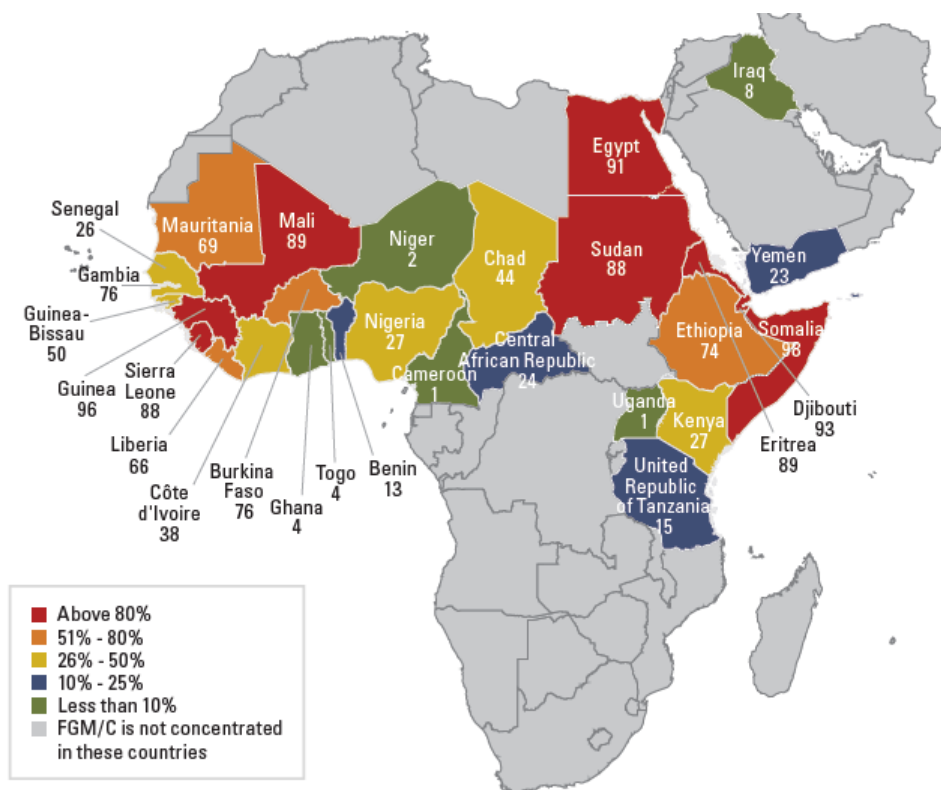 Iraq
8
Egypt
91
Senegal
26
Mauritania
69
Mali
89
Niger
2
Chad
44
Sudan
88
Yemen
23
Gambia
76
Guinea-
Bissau
50
Nigeria
27
Ethiopia
74
Somalia
98
Central
African Republic
24
Cameroon
1
Guinea
96
Sierra
Leone
88
Uganda
1
Kenya
27
Djibouti
93
Eritrea
89
Liberia
66
Burkina
Faso
76
Togo
4
Benin
13
Ghana
4
Côte
d'Ivoire
38
United
Republic
of Tanzania
15
Above 80%
51% - 80%
26% - 50%
10% - 25%
Less than 10%
FGM/C is not concentrated
in these countries